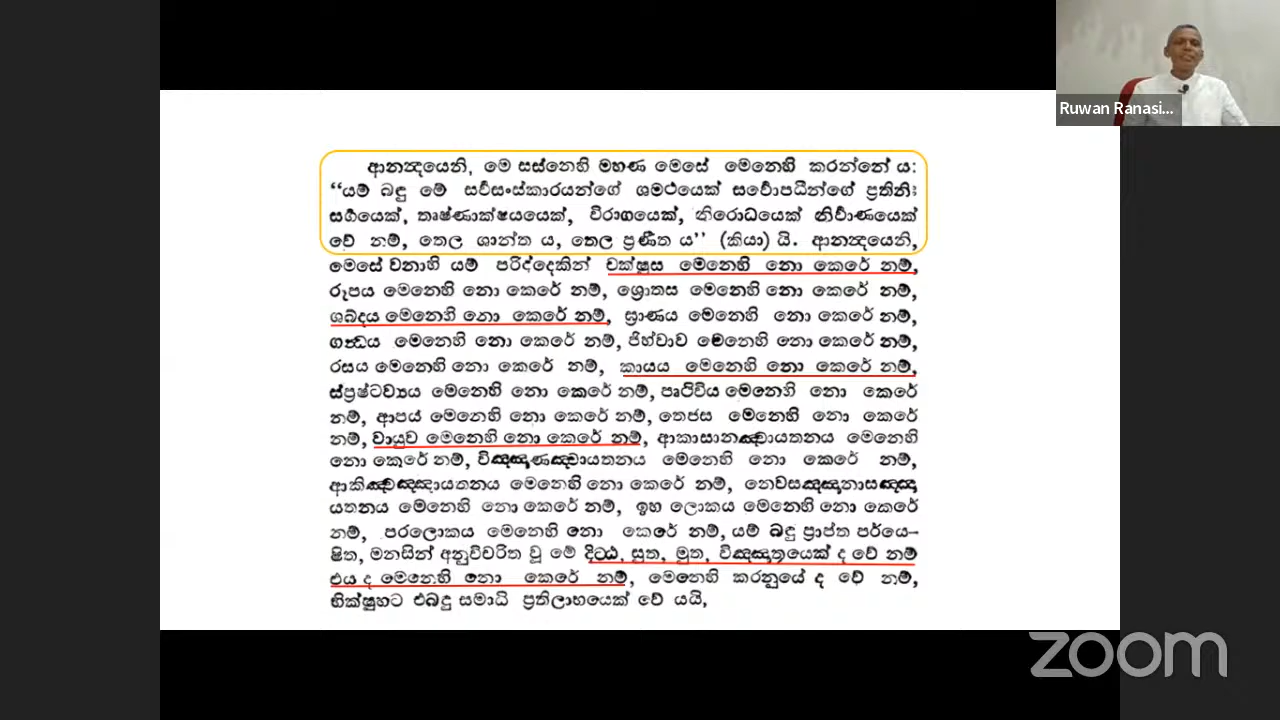 Ruwan Ranasi...
ආනන්‍දයෙනි, මෙ සස්නෙහි මහණ මෙසේ මෙනෙහි කරන්නේ ය:
“යම් බඳු මේ සර්‍වසංස්කාරයන්ගේ ශමථයෙක් සර්‍වොපධීන්ගේ ප්‍රතිනිඃ
සර්‍ගයෙක්, තෘෂ්ණාක්ෂයයෙක්, විරාගයෙක්, නිරොධයෙක් නිර්‍වාණයෙක්
වේ නම්, තෙල ශාන්ත ය, තෙල ප්‍රණීත ය” (කියා) යි. ආනන්‍දයෙනි,
මෙසේ වනාහි යම් පරිද්දෙකින් චක්ෂුස මෙනෙහි නො කෙරේ නම්,
රූපය මෙනෙහි නො කෙරේ නම්, ශ්‍රොතස මෙනෙහි නො කෙරේ නම්,
ශබ්දය මෙනෙහි නො කෙරේ නම්, ඝ්‍රාණය මෙනෙහි නො කෙරේ නම්,
ගන්‍ධය මෙනෙහි නො කෙරේ නම්, ජිහ්වාව මෙනෙහි නො කෙරේ නම්,
රසය මෙනෙහි නො කෙරේ නම්, කායය මෙනෙහි නො කෙරේ නම්,
ස්ප්‍රෂ්ටව්‍යය මෙනෙහි නො කෙරේ නම්, පෘථිවිය මෙනෙහි නො කෙරේ
නම්, ආපය මෙනෙහි නො කෙරේ නම්, තෙජස මෙනෙහි නො කෙරේ
නම්, වායුව මෙනෙහි නො කෙරේ නම්, ආකාසානඤ්චායතනය මෙනෙහි
නො කෙරේ නම්, විඤ්ඤාණඤ්චායතනය මෙනෙහි නො කෙරේ නම්,
ආකිඤ්චඤ්ඤායතනය මෙනෙහි නො කෙරේ නම්, නෙවසඤ්ඤානාසඤ්ඤා
යතනය මෙනෙහි නො කෙරේ නම්, ඉහ ලොකය මෙනෙහි නො කෙරේ
නම්, පරලොකය මෙනෙහි නො කෙරේ නම්, යම් බඳු ප්‍රාප්ත පර්‍ය්‍යෙ-
ෂිත, මනසින් අනුවිචරිත වූ මේ දිට්ඨ, සුත, මුත, විඤ්ඤාතයෙක් ද වේ නම්
එය ද මෙනෙහි නො කෙරේ නම්, මෙනෙහි කරනුයේ ද වේ නම්,
භික්ෂුහට එබඳු සමාධි ප්‍රතිලාභයෙක් වේ යයි,
zoom